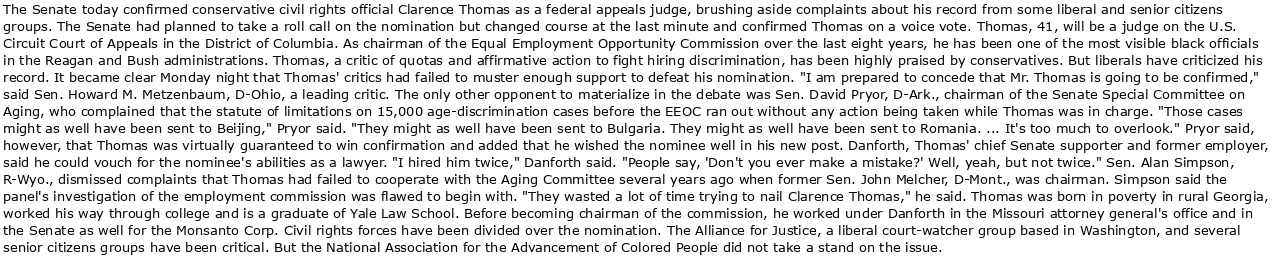 The Senate today confirmed conservative civil rights official Clarence Thomas as a federal appeals judge, brushing aside complaints about his record from some liberal and senior citizens
groups. The Senate had planned to take a roll call on the nomination but changed course at the last minute and confirmed Thomas on a voice vote. Thomas, 41, will be a judge on the U.S.
Circuit Court of Appeals in the District of Columbia. As chairman of the Equal Employment Opportunity Commission over the last eight years, he has been one of the most visible black officials
in the Reagan and Bush administrations. Thomas, a critic of quotas and affirmative action to fight hiring discrimination, has been highly praised by conservatives. But liberals have criticized his
record. It became clear Monday night that Thomas' critics had failed to muster enough support to defeat his nomination. "I am prepared to concede that Mr. Thomas is going to be confirmed,"
said Sen. Howard M. Metzenbaum, D-Ohio, a leading critic. The only other opponent to materialize in the debate was Sen. David Pryor, D-Ark., chairman of the Senate Special Committee on
Aging, who complained that the statute of limitations on 15,000 age-discrimination cases before the EEOC ran out without any action being taken while Thomas was in charge. "Those cases
might as well have been sent to Beijing," Pryor said. "They might as well have been sent to Bulgaria. They might as well have been sent to Romania. ... It's too much to overlook." Pryor said,
however, that Thomas was virtually guaranteed to win confirmation and added that he wished the nominee well in his new post. Danforth, Thomas' chief Senate supporter and former employer,
said he could vouch for the nominee's abilities as a lawyer. "I hired him twice," Danforth said. "People say, 'Don't you ever make a mistake?' Well, yeah, but not twice." Sen. Alan Simpson,
R-Wyo., dismissed complaints that Thomas had failed to cooperate with the Aging Committee several years ago when former Sen. John Melcher, D-Mont., was chairman. Simpson said the
panel's investigation of the employment commission was flawed to begin with. "They wasted a lot of time trying to nail Clarence Thomas," he said. Thomas was born in poverty in rural Georgia,
worked his way through college and is a graduate of Yale Law School. Before becoming chairman of the commission, he worked under Danforth in the Missouri attorney general's office and in
the Senate as well for the Monsanto Corp. Civil rights forces have been divided over the nomination. The Alliance for Justice, a liberal court-watcher group based in Washington, and several
senior citizens groups have been critical. But the National Association for the Advancement of Colored People did not take a stand on the issue.